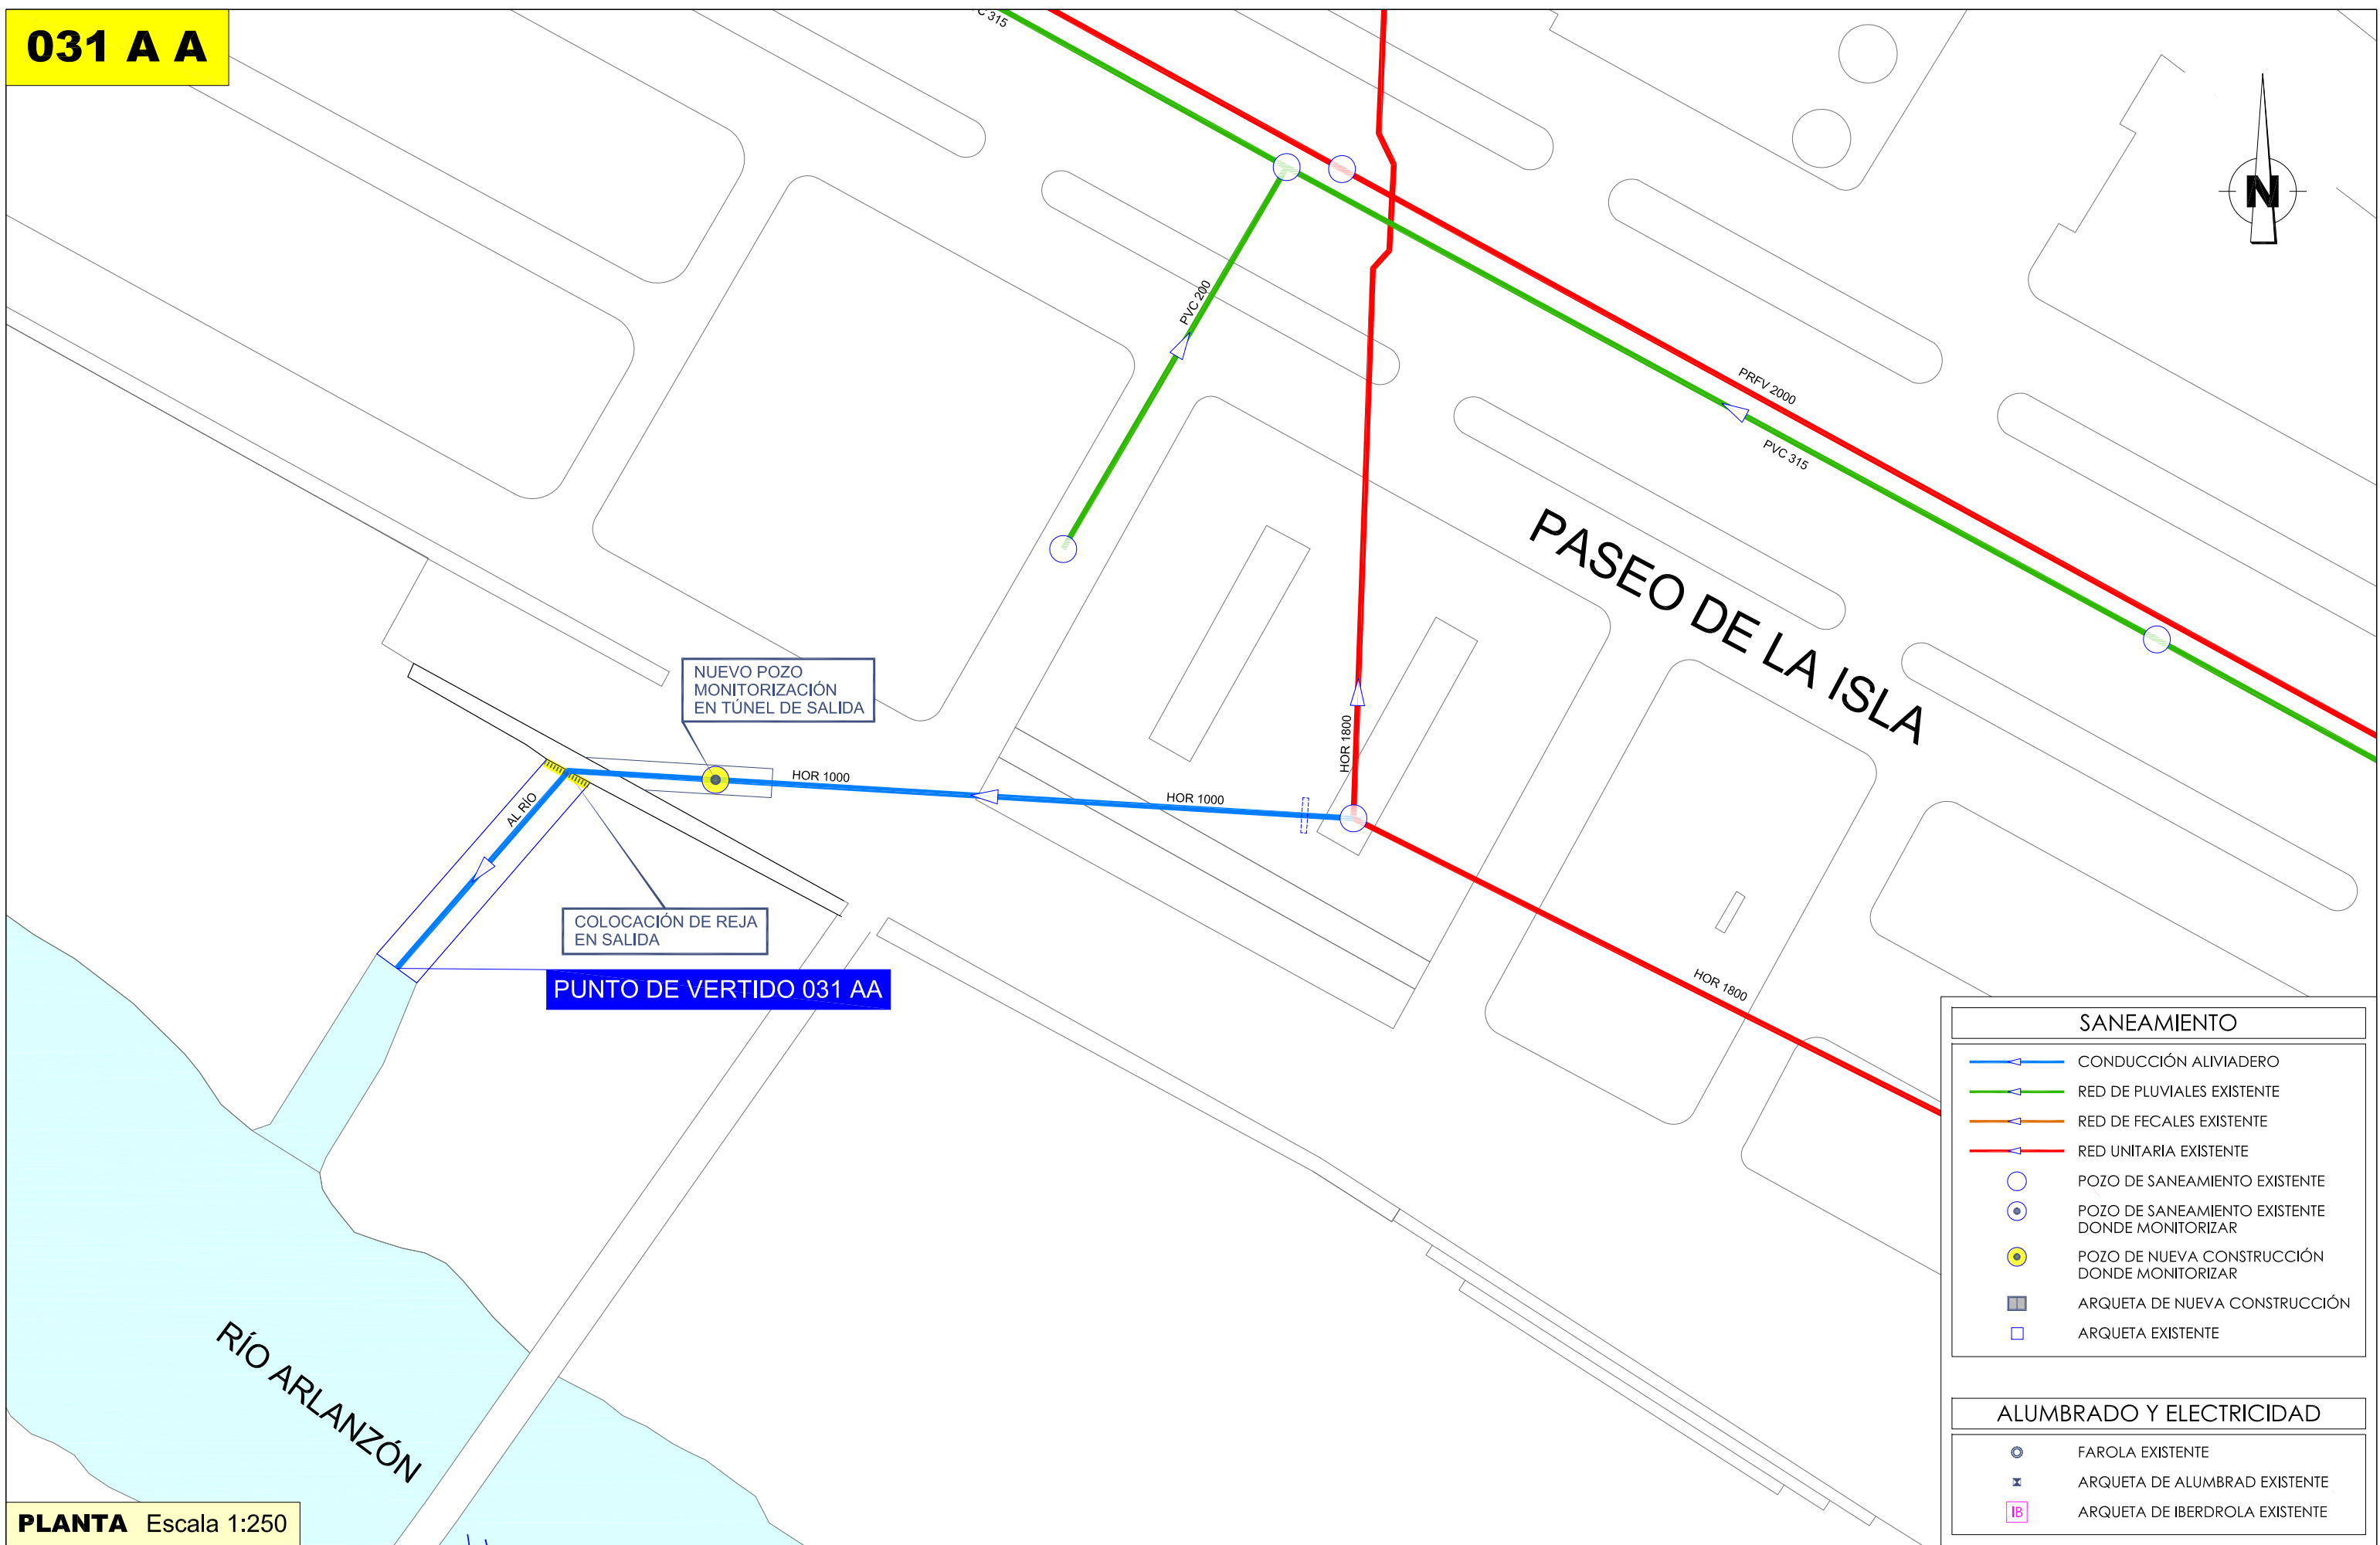 031 A A
C 315
N
PVC 200
PRFV 2000
PVC 315
PASEO DE LA ISLA
NUEVO POZO
MONITORIZACIÓN
EN TÚNEL DE SALIDA
HOR 1000
HOR 1000
HOR 1800
AL RÍO
COLOCACIÓN DE REJA
EN SALIDA
PUNTO DE VERTIDO 031 AA
HOR 1800
RÍO ARLANZÓN
SANEAMIENTO
CONDUCCIÓN ALIVIADERO
RED DE PLUVIALES EXISTENTE
RED DE FECALES EXISTENTE
RED UNITARIA EXISTENTE
POZO DE SANEAMIENTO EXISTENTE
POZO DE SANEAMIENTO EXISTENTE
DONDE MONITORIZAR
POZO DE NUEVA CONSTRUCCIÓN
DONDE MONITORIZAR
ARQUETA DE NUEVA CONSTRUCCIÓN
ARQUETA EXISTENTE
ALUMBRADO Y ELECTRICIDAD
FAROLA EXISTENTE
ARQUETA DE ALUMBRAD EXISTENTE
IB ARQUETA DE IBERDROLA EXISTENTE
PLANTA Escala 1:250